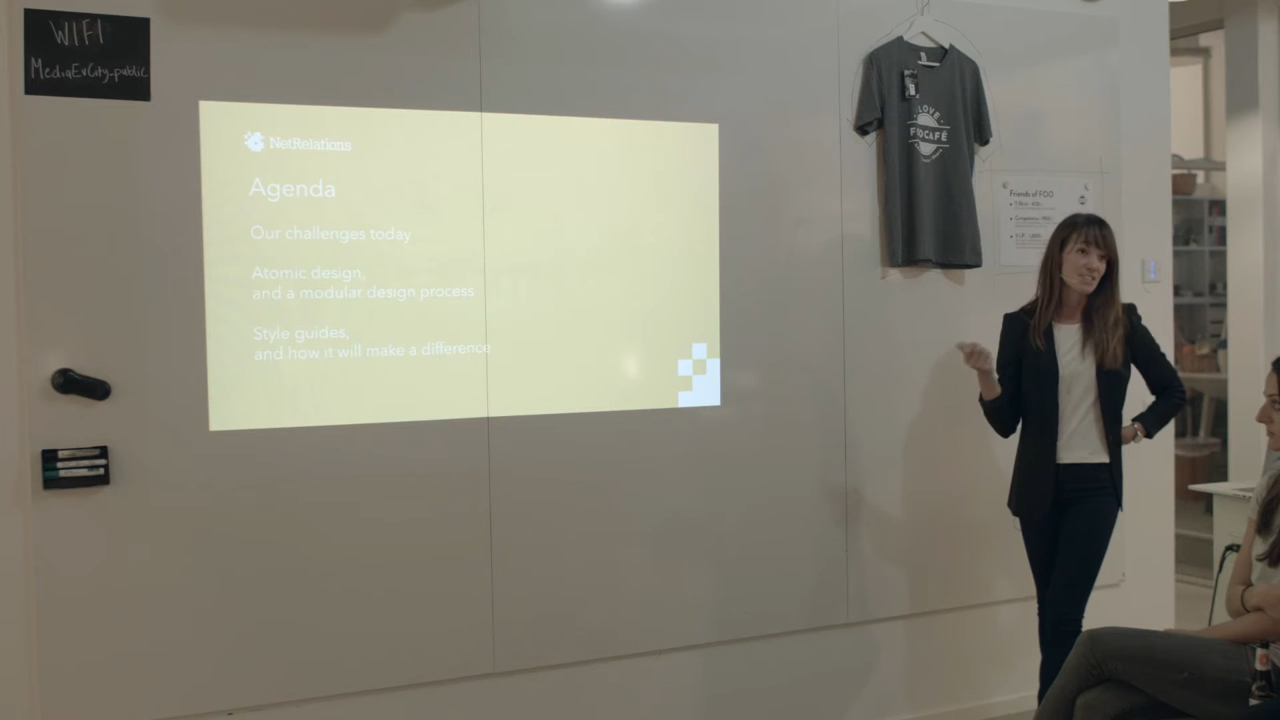 WIFI
MediaEvCity_public
NetRelations
Agenda
Our challenges today
Atomic design,
and a modular design process
Style guides,
and how it will make a difference
LOVE
FOOCAFÉ
Friends of FOO